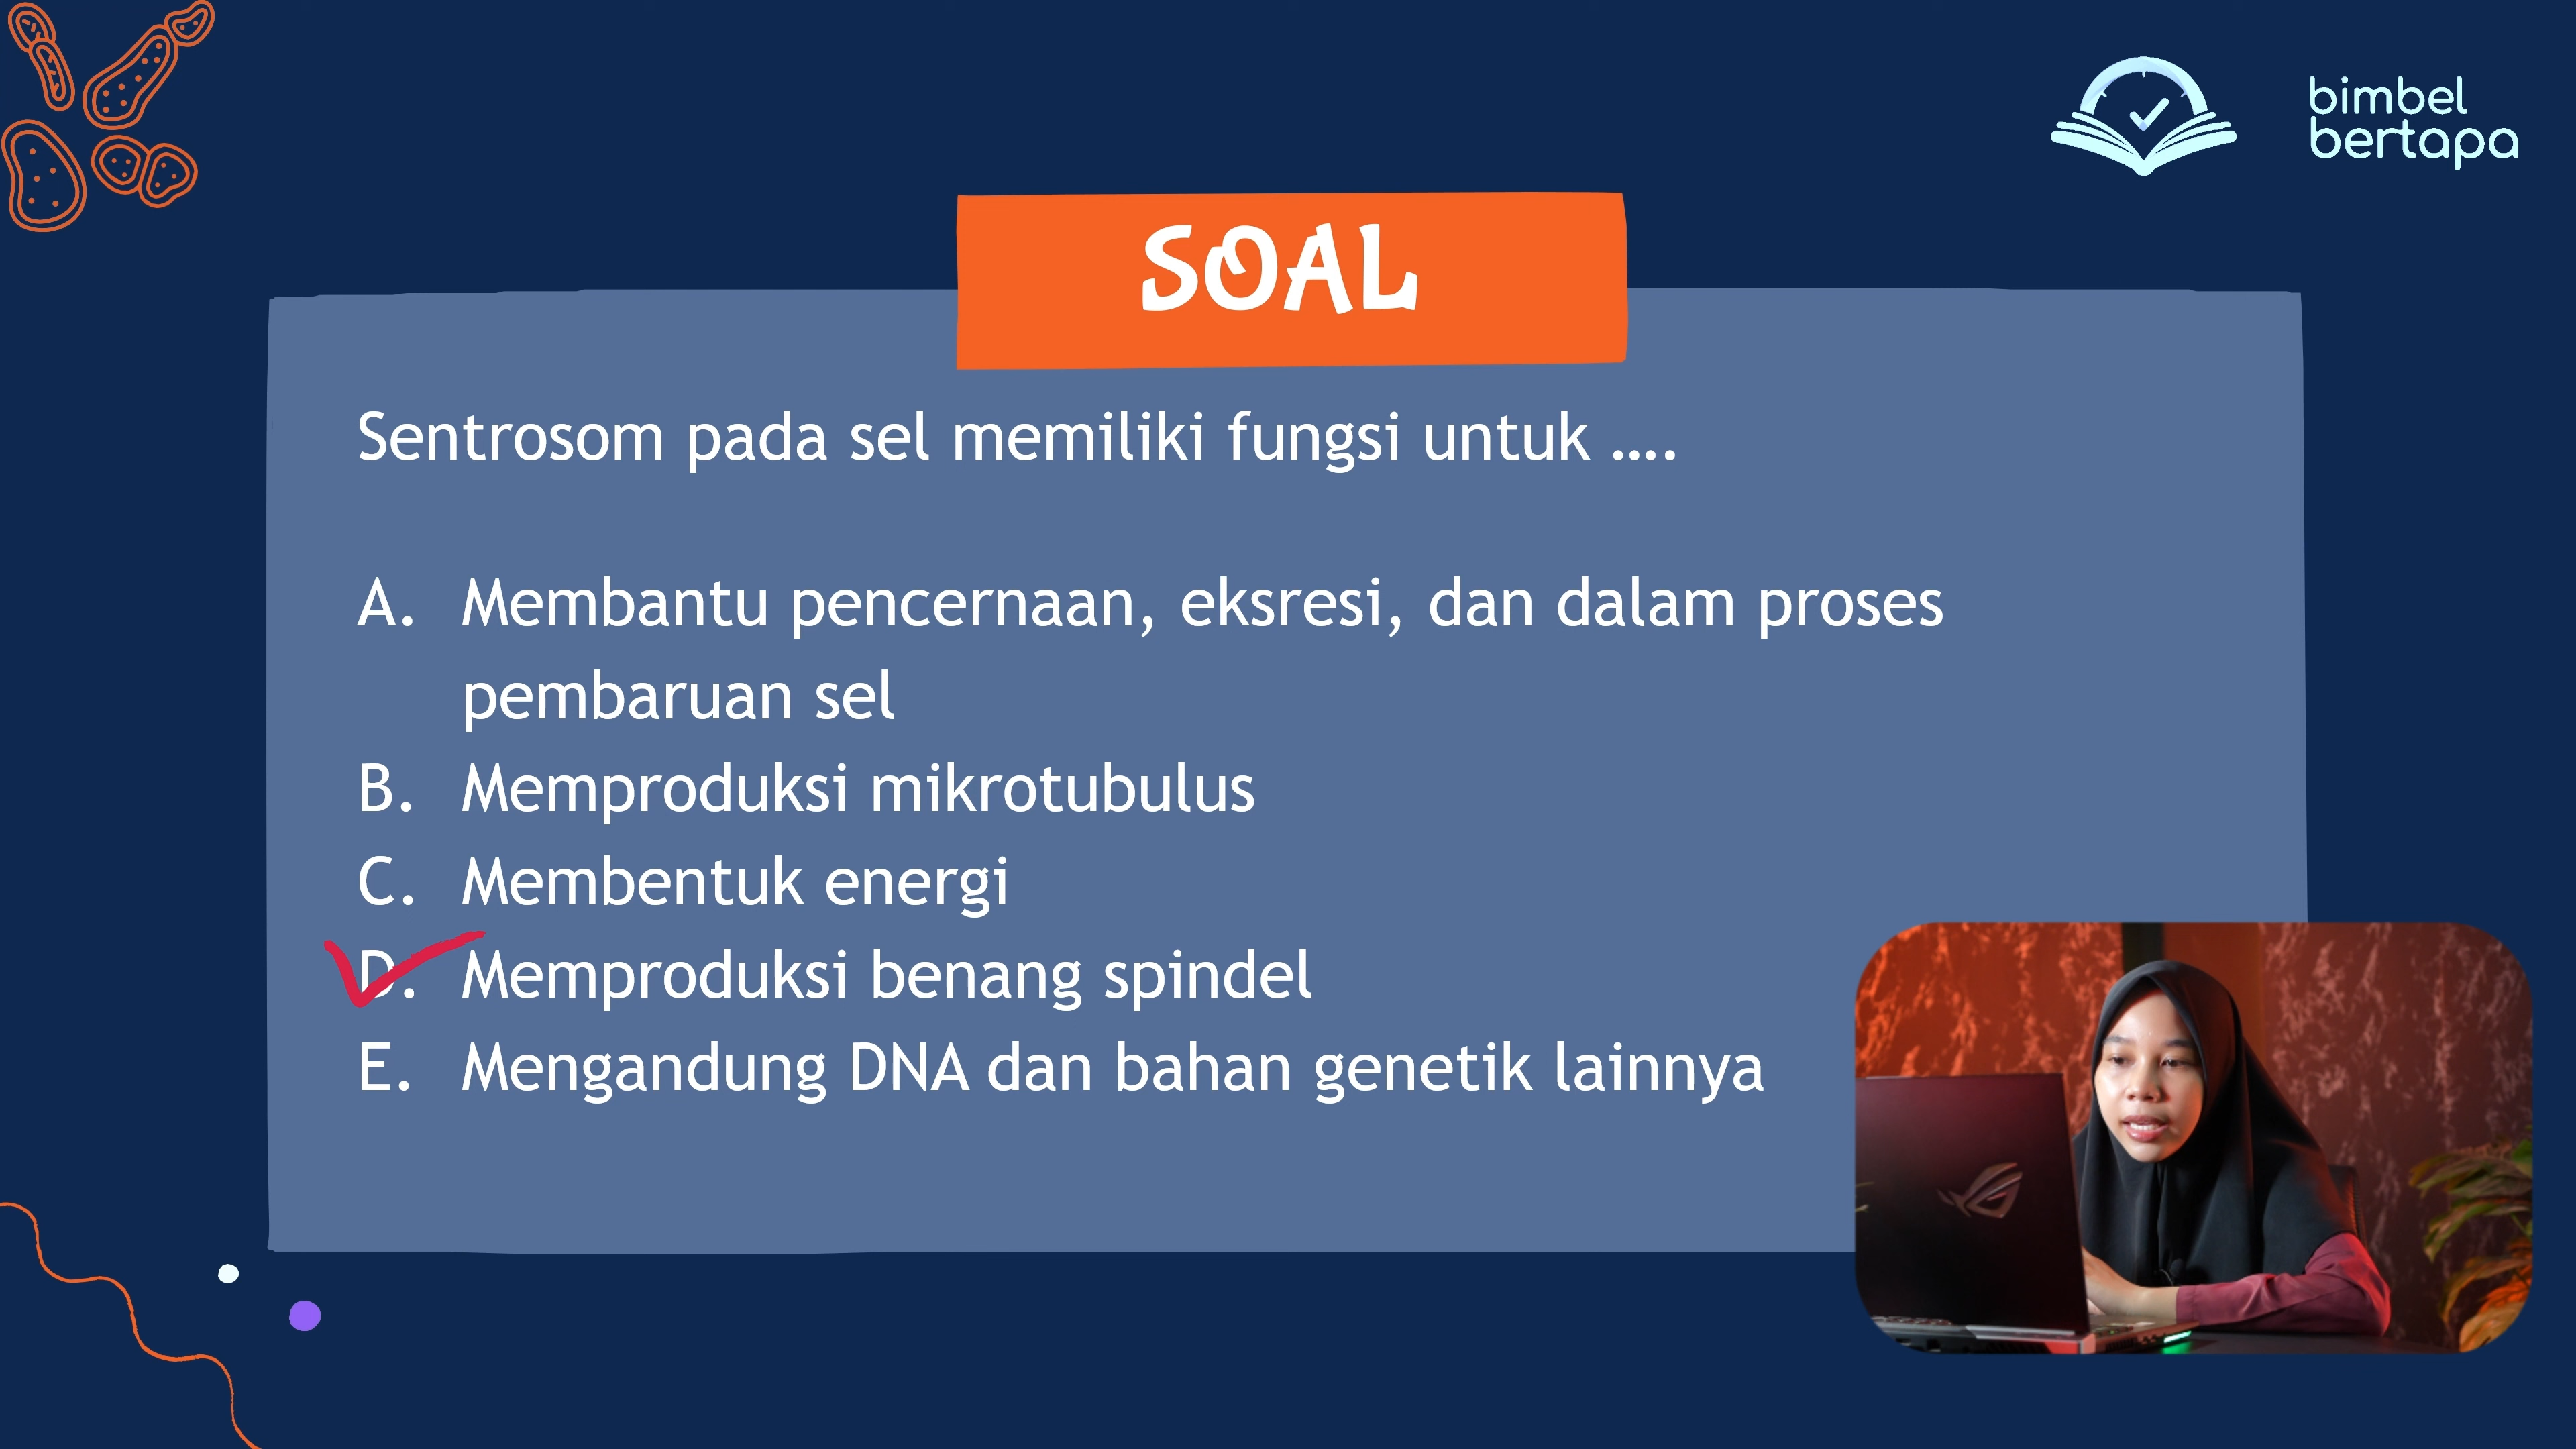 bimbel
bertapa
SOAL
Sentrosom pada sel memiliki fungsi untuk ....
A. Membantu pencernaan, eksresi, dan dalam proses
pembaruan sel
B. Memproduksi mikrotubulus
C. Membentuk energi
D. Memproduksi benang spindel
E. Mengandung DNA dan bahan genetik lainnya